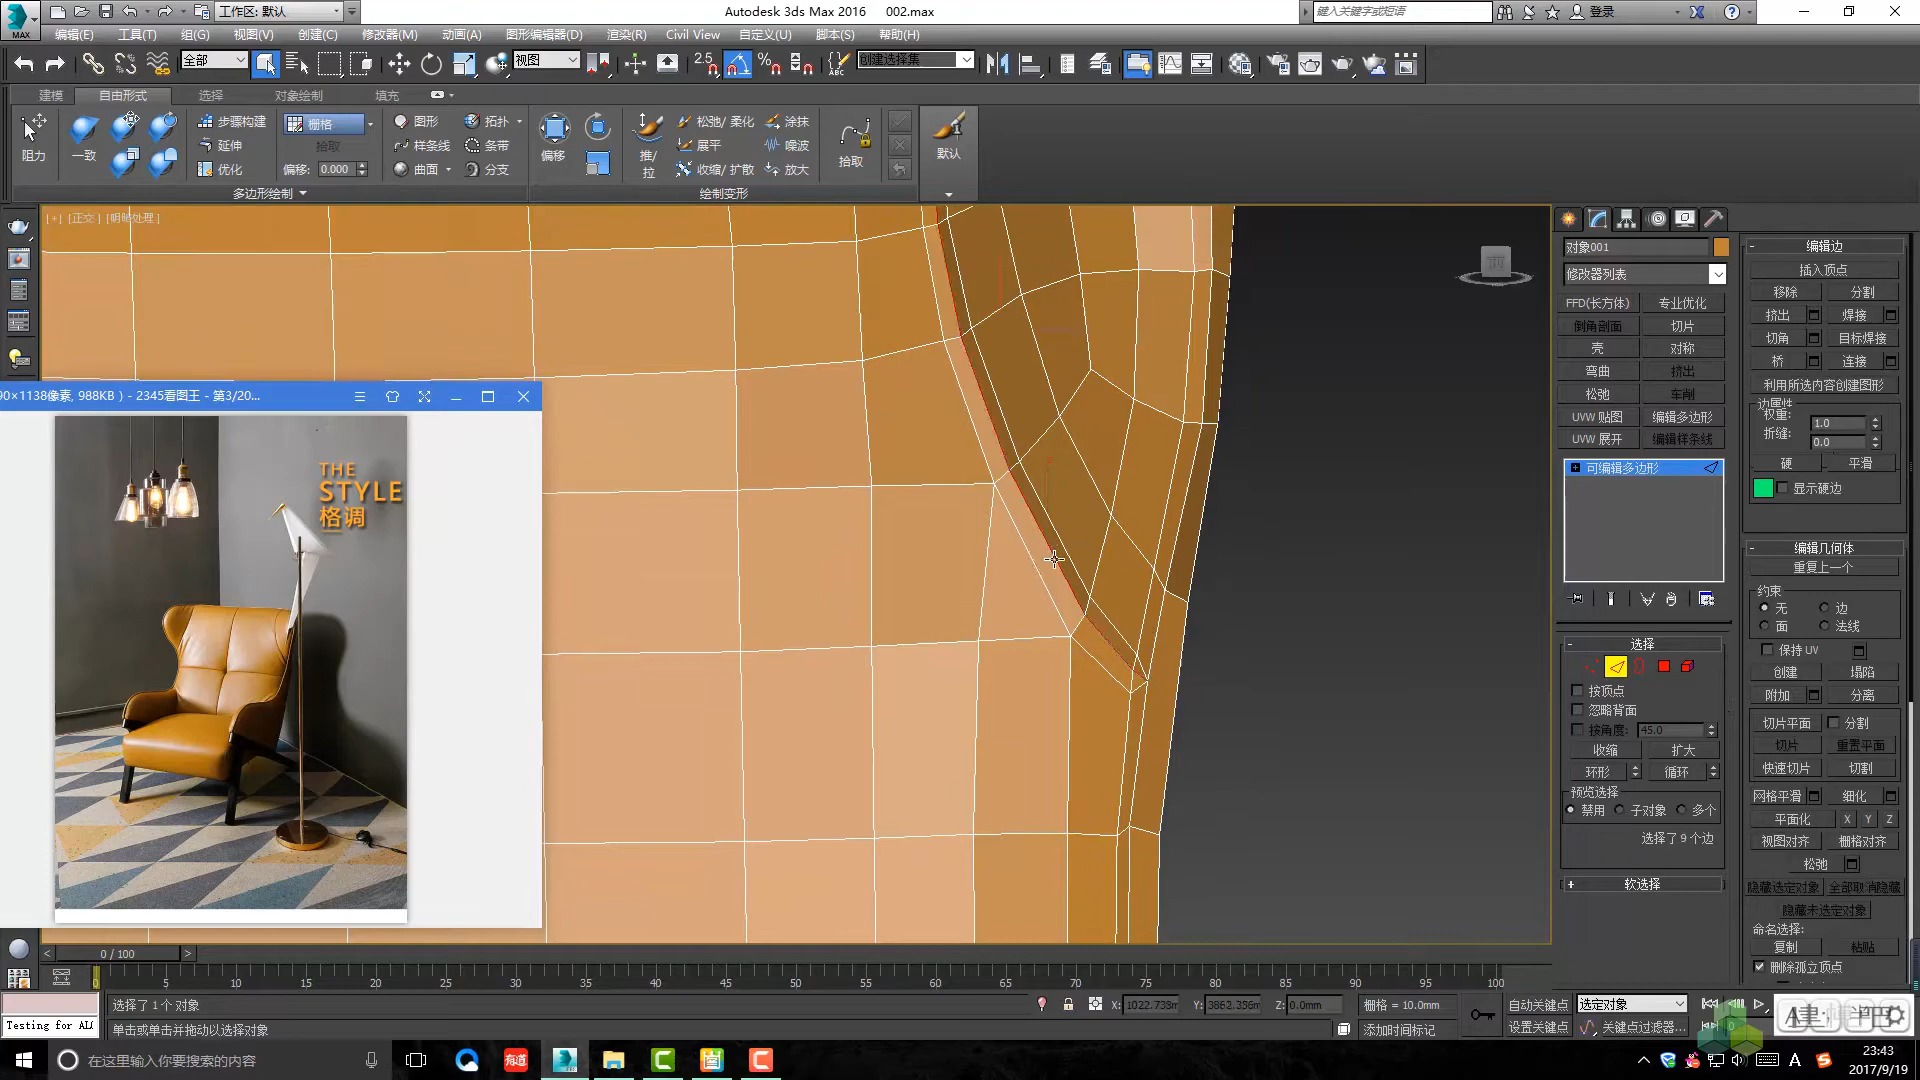 工作区: 默认
Autodesk 3ds Max 2016
002.max
键入关键字或短语
登录
MAX
编辑(E)
工具(T)
组(G)
视图(V)
创建(C)
修改器(M)
动画(A)
图形编辑器(D)
渲染(R)
Civil View
自定义(U)
脚本(S)
帮助(H)
全部
视图
2.5
创建选择集
建模
自由形式
选择
对象绘制
填充
阻力
一致
步骤构建
延伸
优化
栅格
拾取
偏移: 0.000
图形
样条线
曲面
拓扑
条带
分支
偏移
推/
拉
松弛/ 柔化
展平
收缩/ 扩散
涂抹
噪波
放大
拾取
默认
多边形绘制
绘制变形
[+] [正交] [明暗处理]
前
90×1138像素, 988KB ) - 2345看图王 - 第3/20...
THE
STYLE
格调
对象001
修改器列表
FFD(长方体)
专业优化
倒角剖面
切片
壳
对称
弯曲
挤出
松弛
车削
UVW 贴图
编辑多边形
UVW 展开
编辑样条线
可编辑多边形
选择
按顶点
忽略背面
按角度: 45.0
收缩
扩大
环形
循环
预览选择
禁用
子对象
多个
选择了 9 个边
软选择
编辑边
插入顶点
移除
分割
挤出
焊接
切角
目标焊接
桥
连接
利用所选内容创建图形
边属性
权重: 1.0
折缝: 0.0
硬
平滑
显示硬边
编辑几何体
重复上一个
约束
无
边
面
法线
保持 UV
创建
塌陷
附加
分离
切片平面
分割
切片
重置平面
快速切片
切割
网格平滑
细化
平面化
X
Y
Z
视图对齐
栅格对齐
松弛
隐藏选定对象
全部取消隐藏
隐藏未选定对象
命名选择:
复制
粘贴
删除孤立顶点
0 / 100
0 5 10 15 20 25 30 35 40 45 50 55 60 65 70 75 80 85 90 95 100
选择了 1 个 对象
X: 1022.733m
Y: 3862.356m
Z: 0.0mm
栅格 = 10.0mm
自动关键点
选定对象
Testing for ALA
单击或单击并拖动以选择对象
添加时间标记
设置关键点
关键点过滤器...
在这里输入你要搜索的内容
有道
A
23:43
2017/9/19